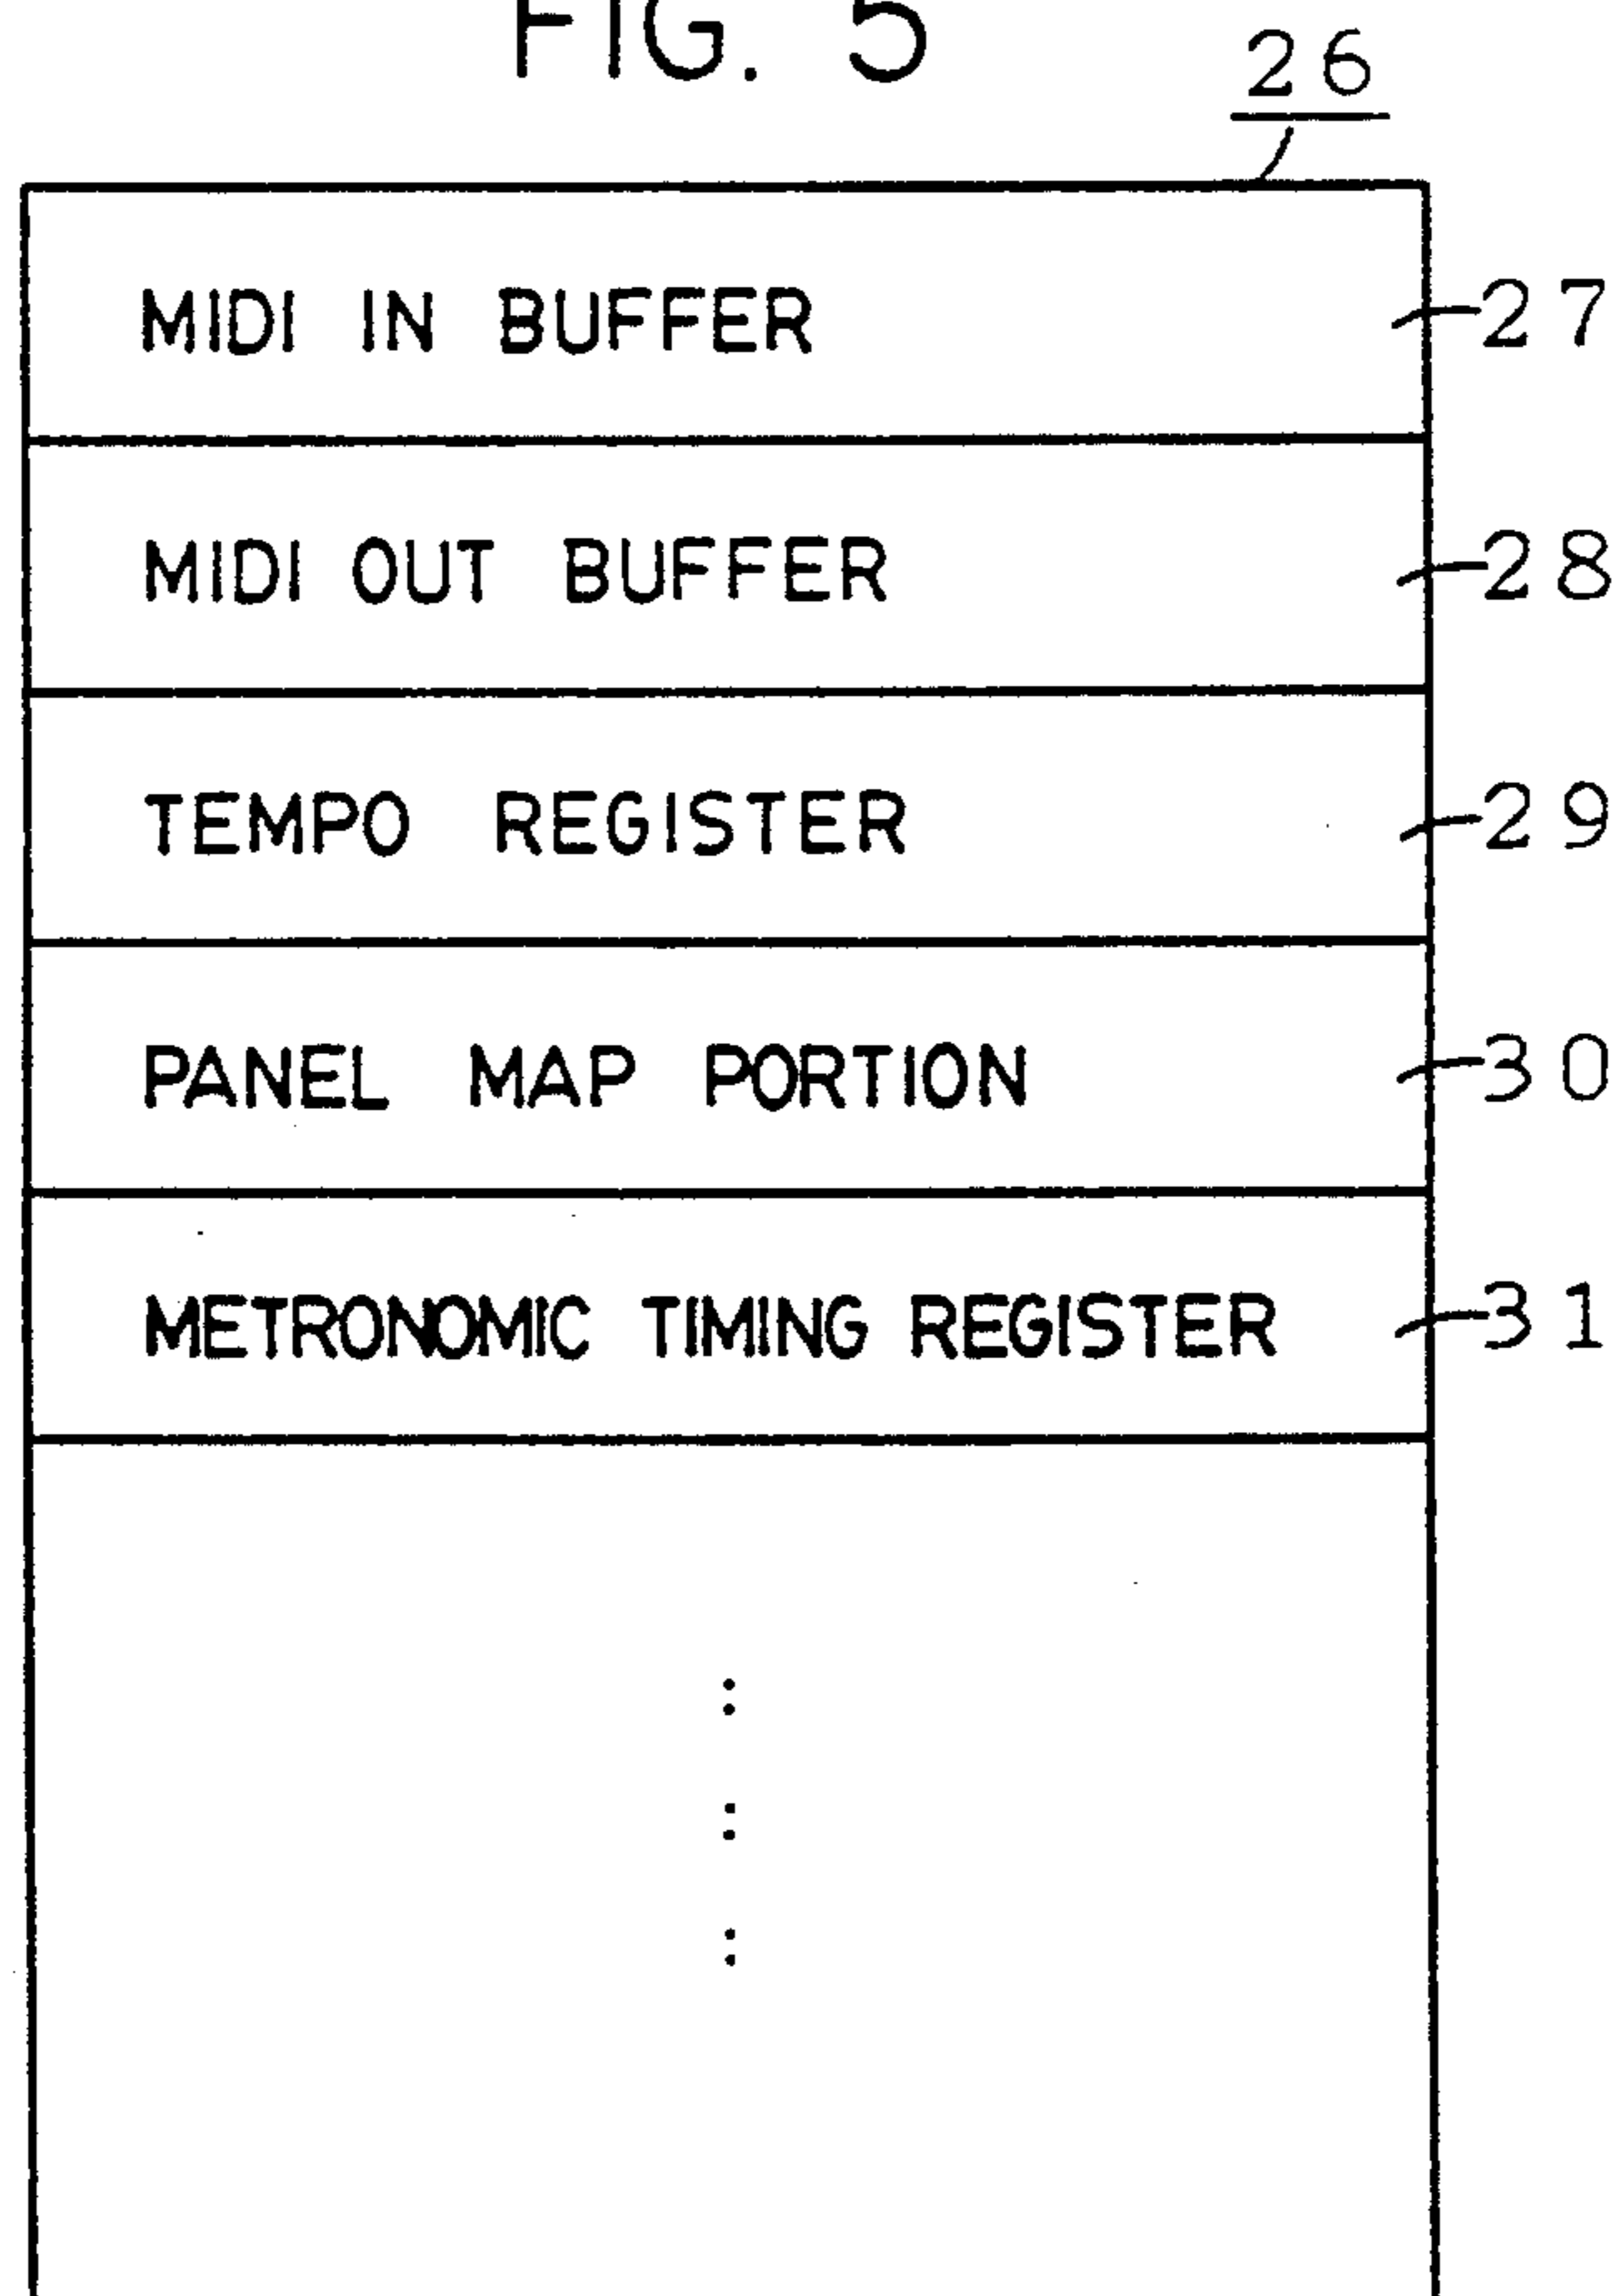 FIG. 5
26
MIDI IN BUFFER 27
MIDI OUT BUFFER 28
TEMPO REGISTER 29
PANEL MAP PORTION 30
METRONOMIC TIMING REGISTER 31